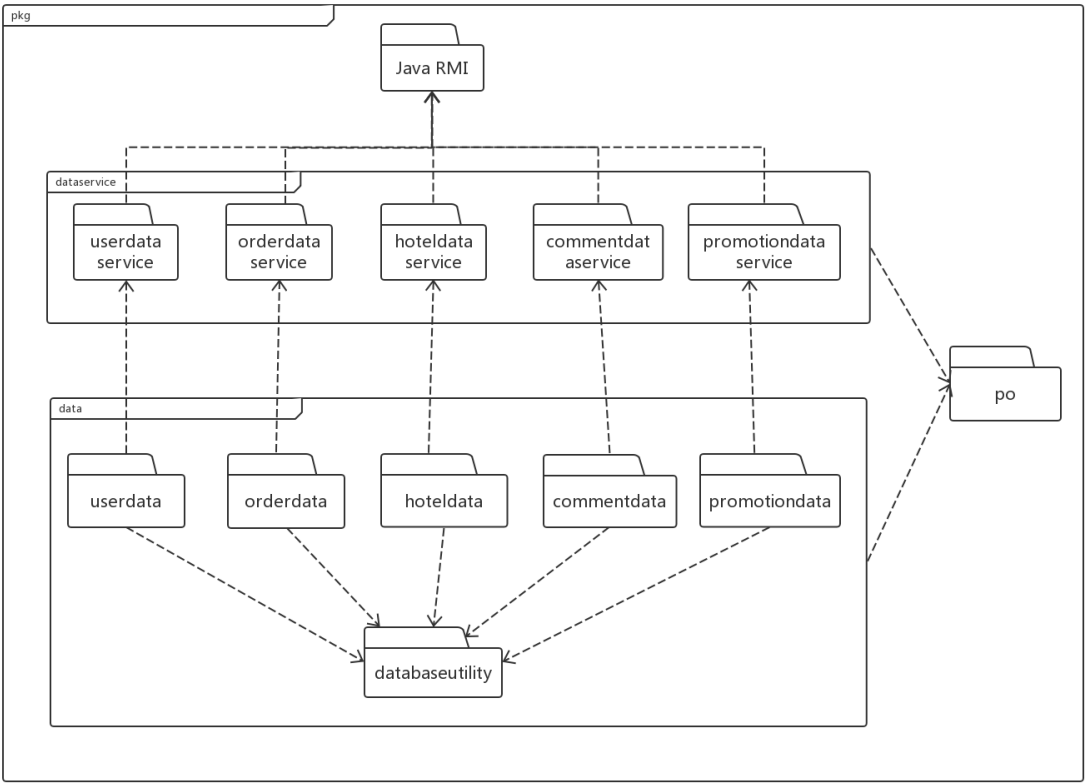 pkg
Java RMI
dataservice
userdata
service
orderdata
service
hoteldata
service
commentdat
aservice
promotiondata
service
po
data
userdata
orderdata
hoteldata
commentdata
promotiondata
databaseutility